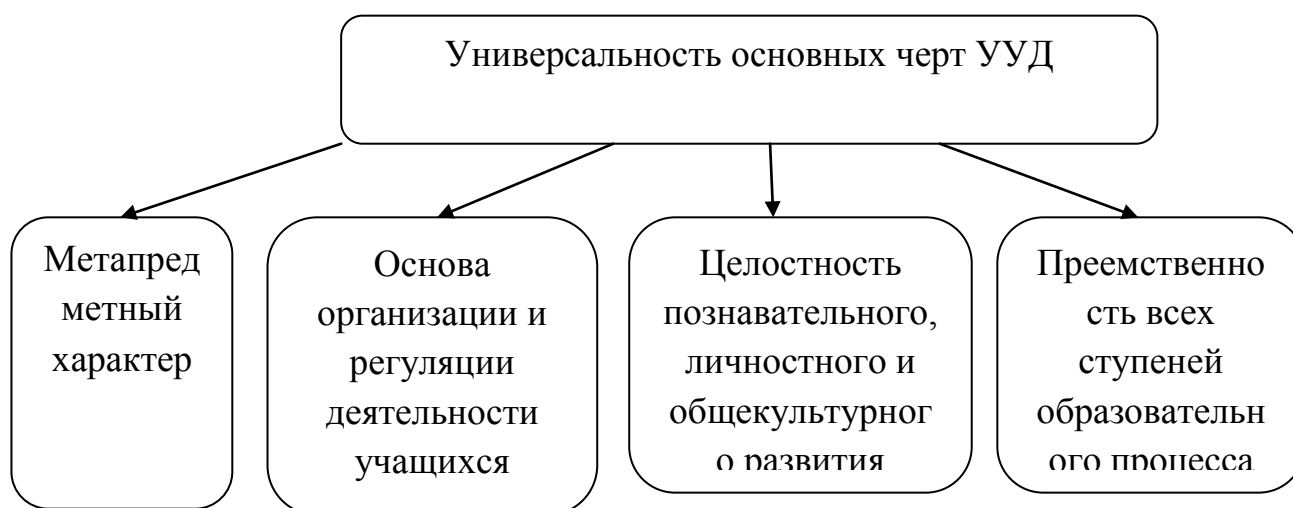 Универсальность основных черт УУД
Метапред
метный
характер
Основа
организации и
регуляции
деятельности
учащихся
Целостность
познавательного,
личностного и
общекультурног
о развития
Преемственно
сть всех
ступеней
образовательн
ого процесса